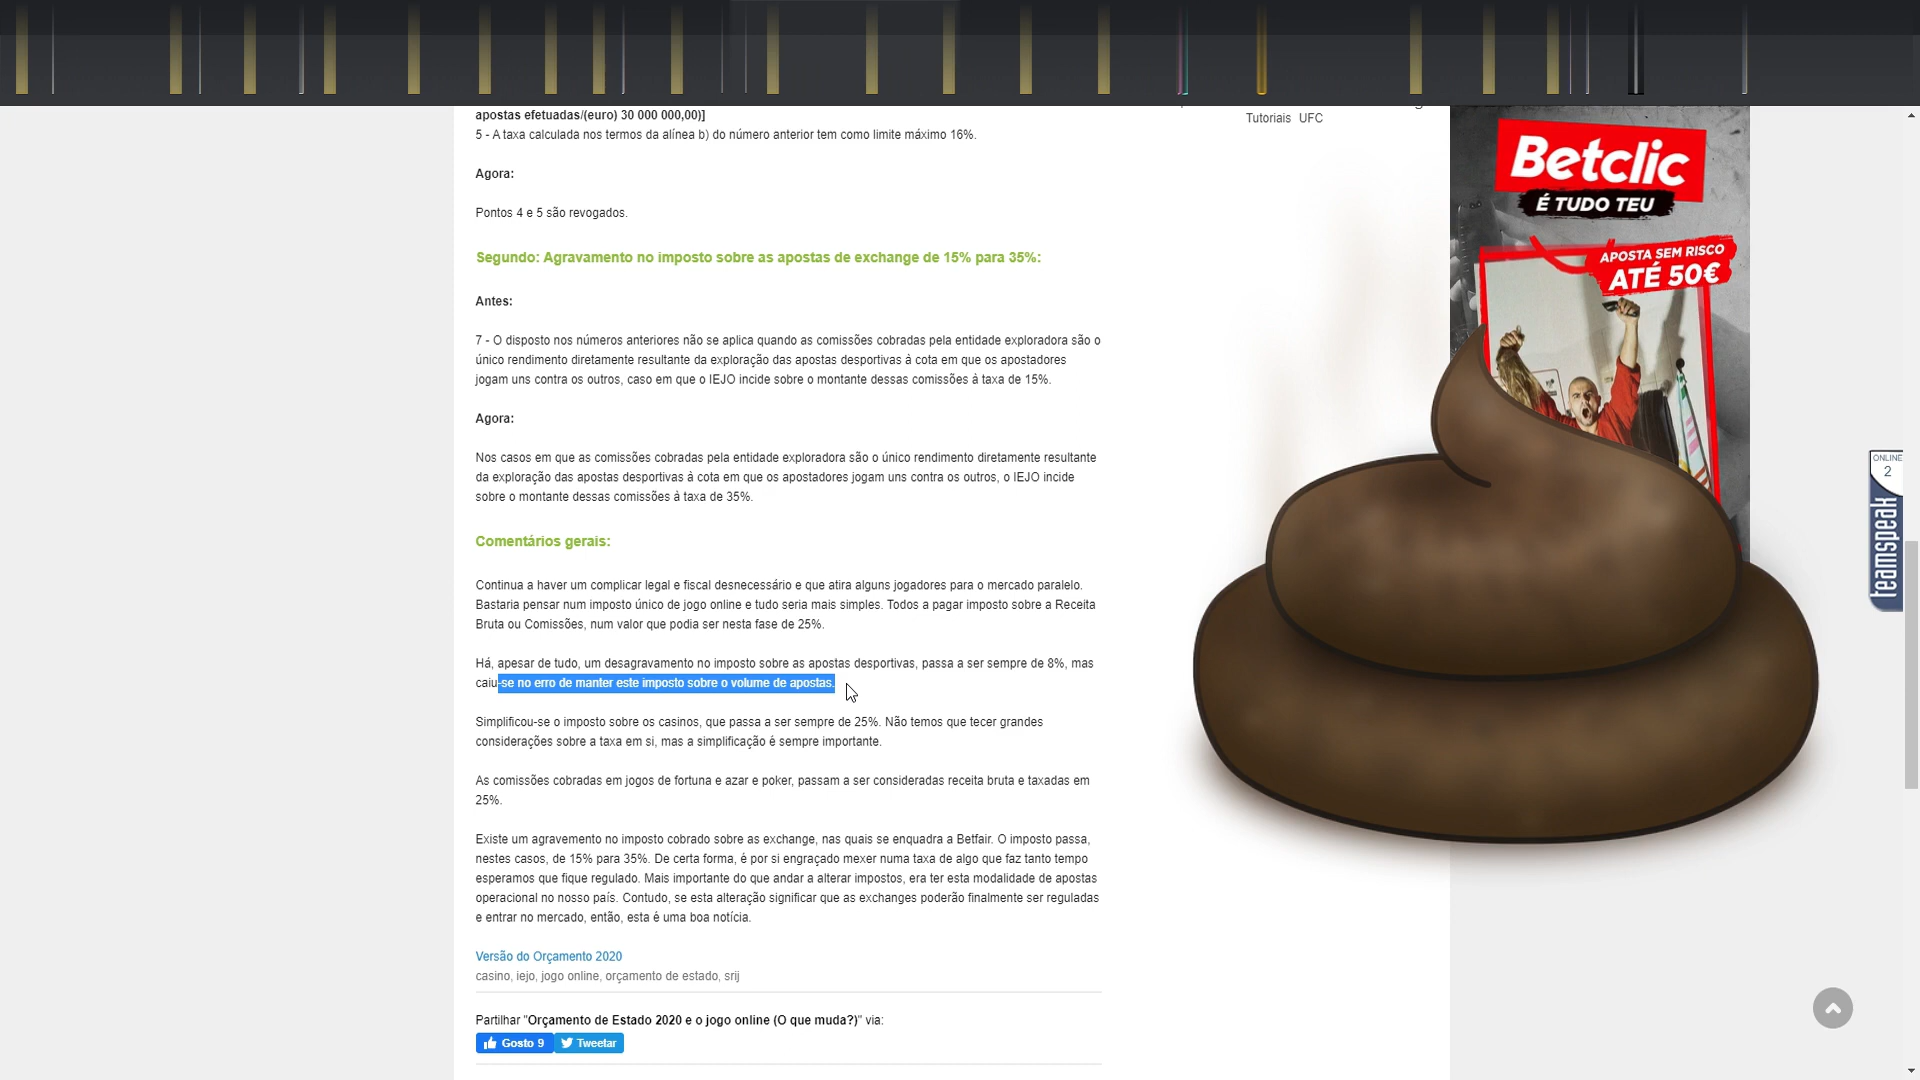 apostas efetuadas/(euro) 30 000 000,00)]
5 - A taxa calculada nos termos da alínea b) do número anterior tem como limite máximo 16%.
Agora:
Pontos 4 e 5 são revogados.
Segundo: Agravamento no imposto sobre as apostas de exchange de 15% para 35%:
Antes:
7 - O disposto nos números anteriores não se aplica quando as comissões cobradas pela entidade exploradora são o
único rendimento diretamente resultante da exploração das apostas desportivas à cota em que os apostadores
jogam uns contra os outros, caso em que o IEJO incide sobre o montante dessas comissões à taxa de 15%.
Agora:
Nos casos em que as comissões cobradas pela entidade exploradora são o único rendimento diretamente resultante
da exploração das apostas desportivas à cota em que os apostadores jogam uns contra os outros, o IEJO incide
sobre o montante dessas comissões à taxa de 35%.
Comentários gerais:
Continua a haver um complicar legal e fiscal desnecessário e que atira alguns jogadores para o mercado paralelo.
Bastaria pensar num imposto único de jogo online e tudo seria mais simples. Todos a pagar imposto sobre a Receita
Bruta ou Comissões, num valor que podia ser nesta fase de 25%.
Há, apesar de tudo, um desagravamento no imposto sobre as apostas desportivas, passa a ser sempre de 8%, mas
caiu-se no erro de manter este imposto sobre o volume de apostas.
Simplificou-se o imposto sobre os casinos, que passa a ser sempre de 25%. Não temos que tecer grandes
considerações sobre a taxa em si, mas a simplificação é sempre importante.
As comissões cobradas em jogos de fortuna e azar e poker, passam a ser consideradas receita bruta e taxadas em
25%.
Existe um agravemento no imposto cobrado sobre as exchange, nas quais se enquadra a Betfair. O imposto passa,
nestes casos, de 15% para 35%. De certa forma, é por si engraçado mexer numa taxa de algo que faz tanto tempo
esperamos que fique regulado. Mais importante do que andar a alterar impostos, era ter esta modalidade de apostas
operacional no nosso país. Contudo, se esta alteração significar que as exchanges poderão finalmente ser reguladas
e entrar no mercado, então, esta é uma boa notícia.
Versão do Orçamento 2020
casino, iejo, jogo online, orçamento de estado, srij
Partilhar "Orçamento de Estado 2020 e o jogo online (O que muda?)" via:
Gosto 9 Tweetar
Tutoriais UFC
Betclic
É TUDO TEU
APOSTA SEM RISCO
ATÉ 50€
ONLINE
2
teamspeak